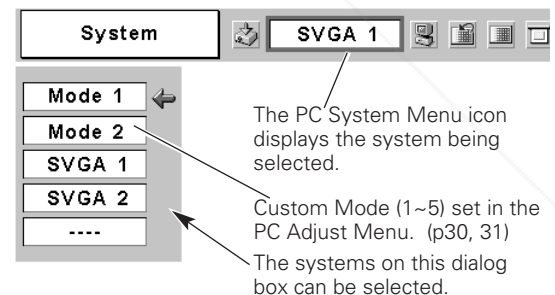 System
SVGA 1
Mode 1
Mode 2
SVGA 1
SVGA 2
----
The PC System Menu icon
displays the system being
selected.
Custom Mode (1~5) set in the
PC Adjust Menu. (p30, 31)
The systems on this dialog
box can be selected.